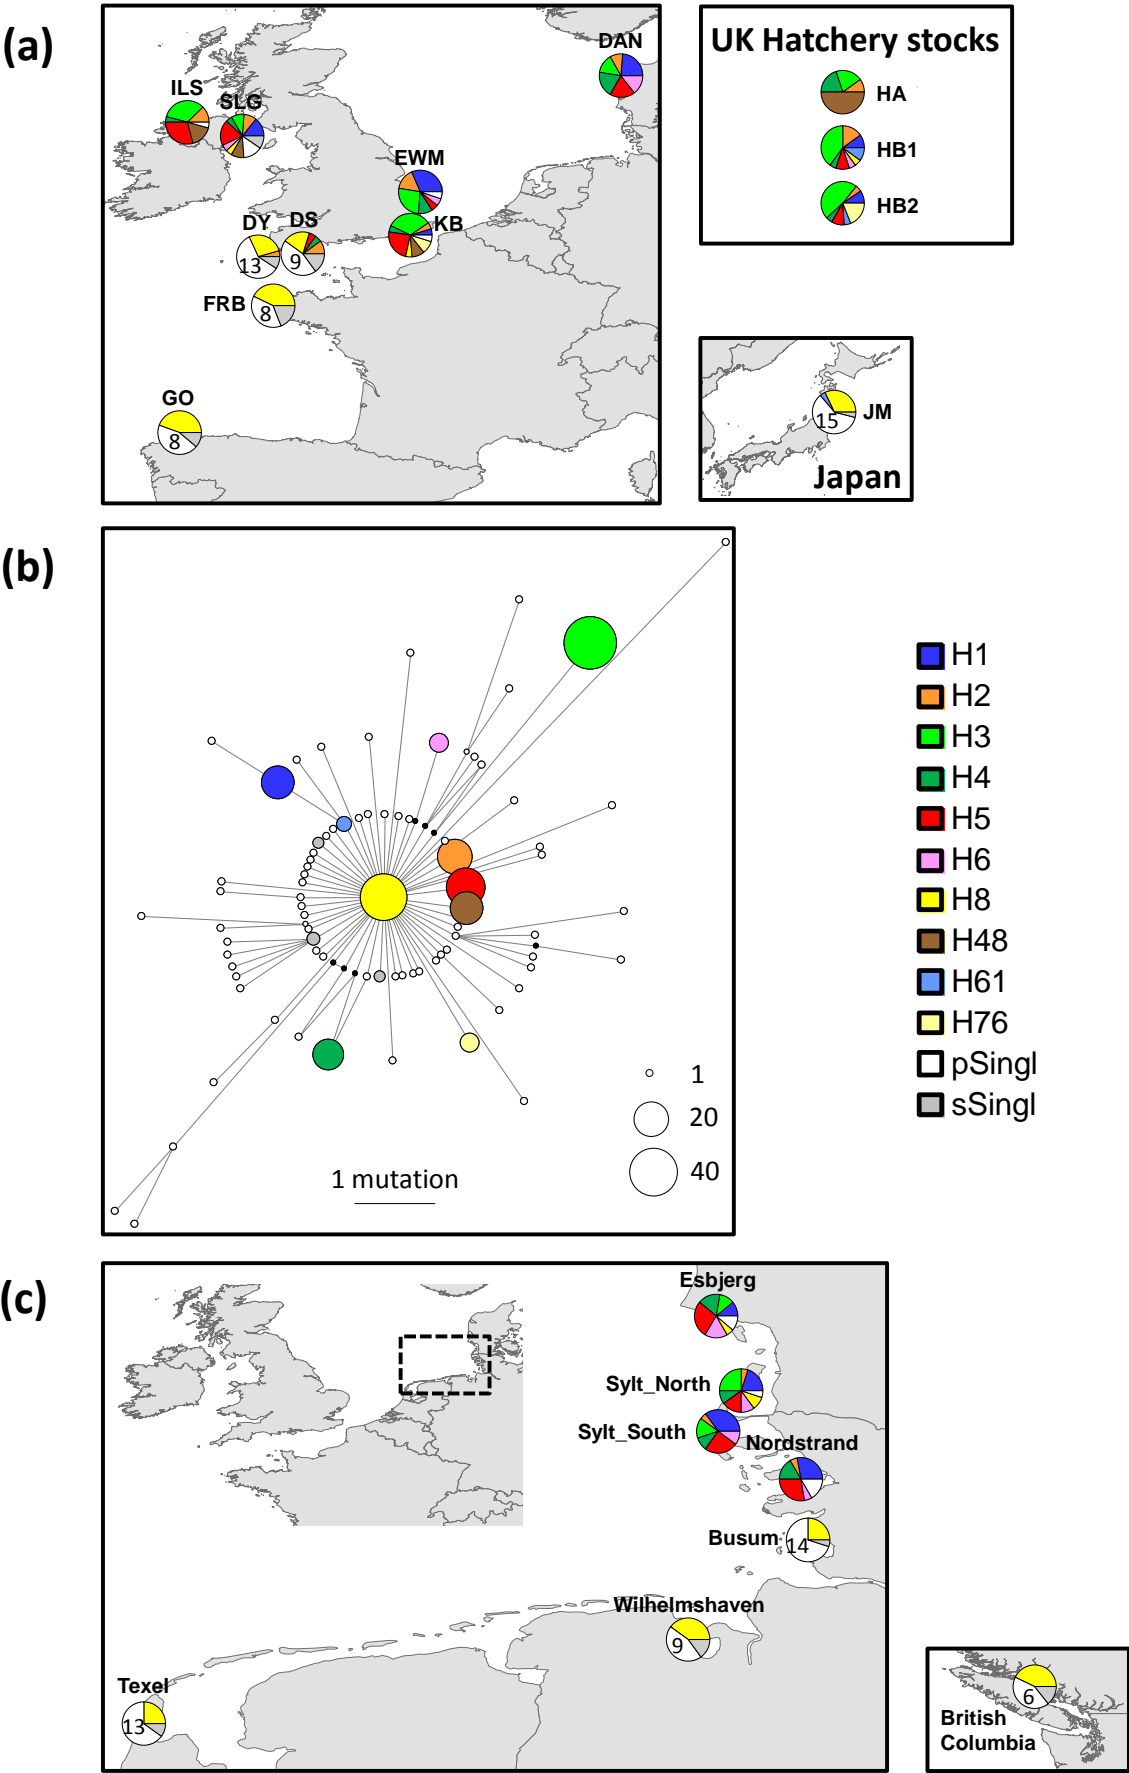 (a)
DAN
ILS
SLG
EWM
DY
DS
KB
13
9
FRB
8
GO
8
UK Hatchery stocks
HA
HB1
HB2
JM
15
Japan
(b)
1
20
40
1 mutation
H1
H2
H3
H4
H5
H6
H8
H48
H61
H76
pSingl
sSingl
(c)
Esbjerg
Sylt_North
Sylt_South
Nordstrand
Busum
14
Wilhelmshaven
9
Texel
13
6
British
Columbia